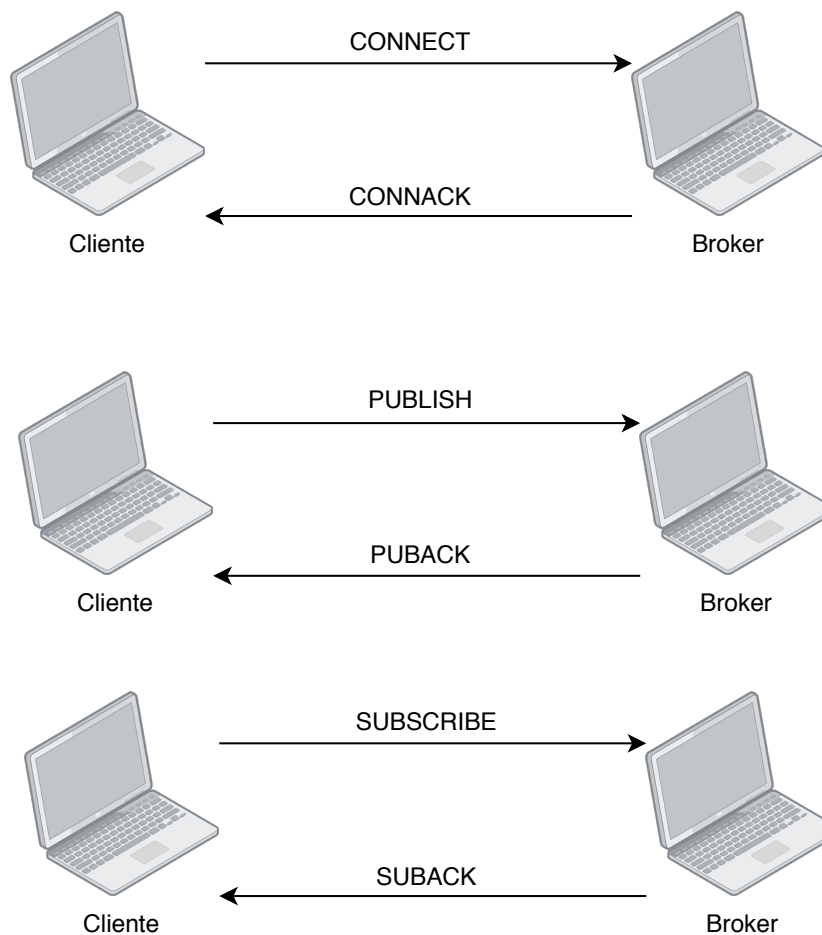 CONNECT
CONNACK
Cliente
Broker
PUBLISH
PUBACK
Cliente
Broker
SUBSCRIBE
SUBACK
Cliente
Broker